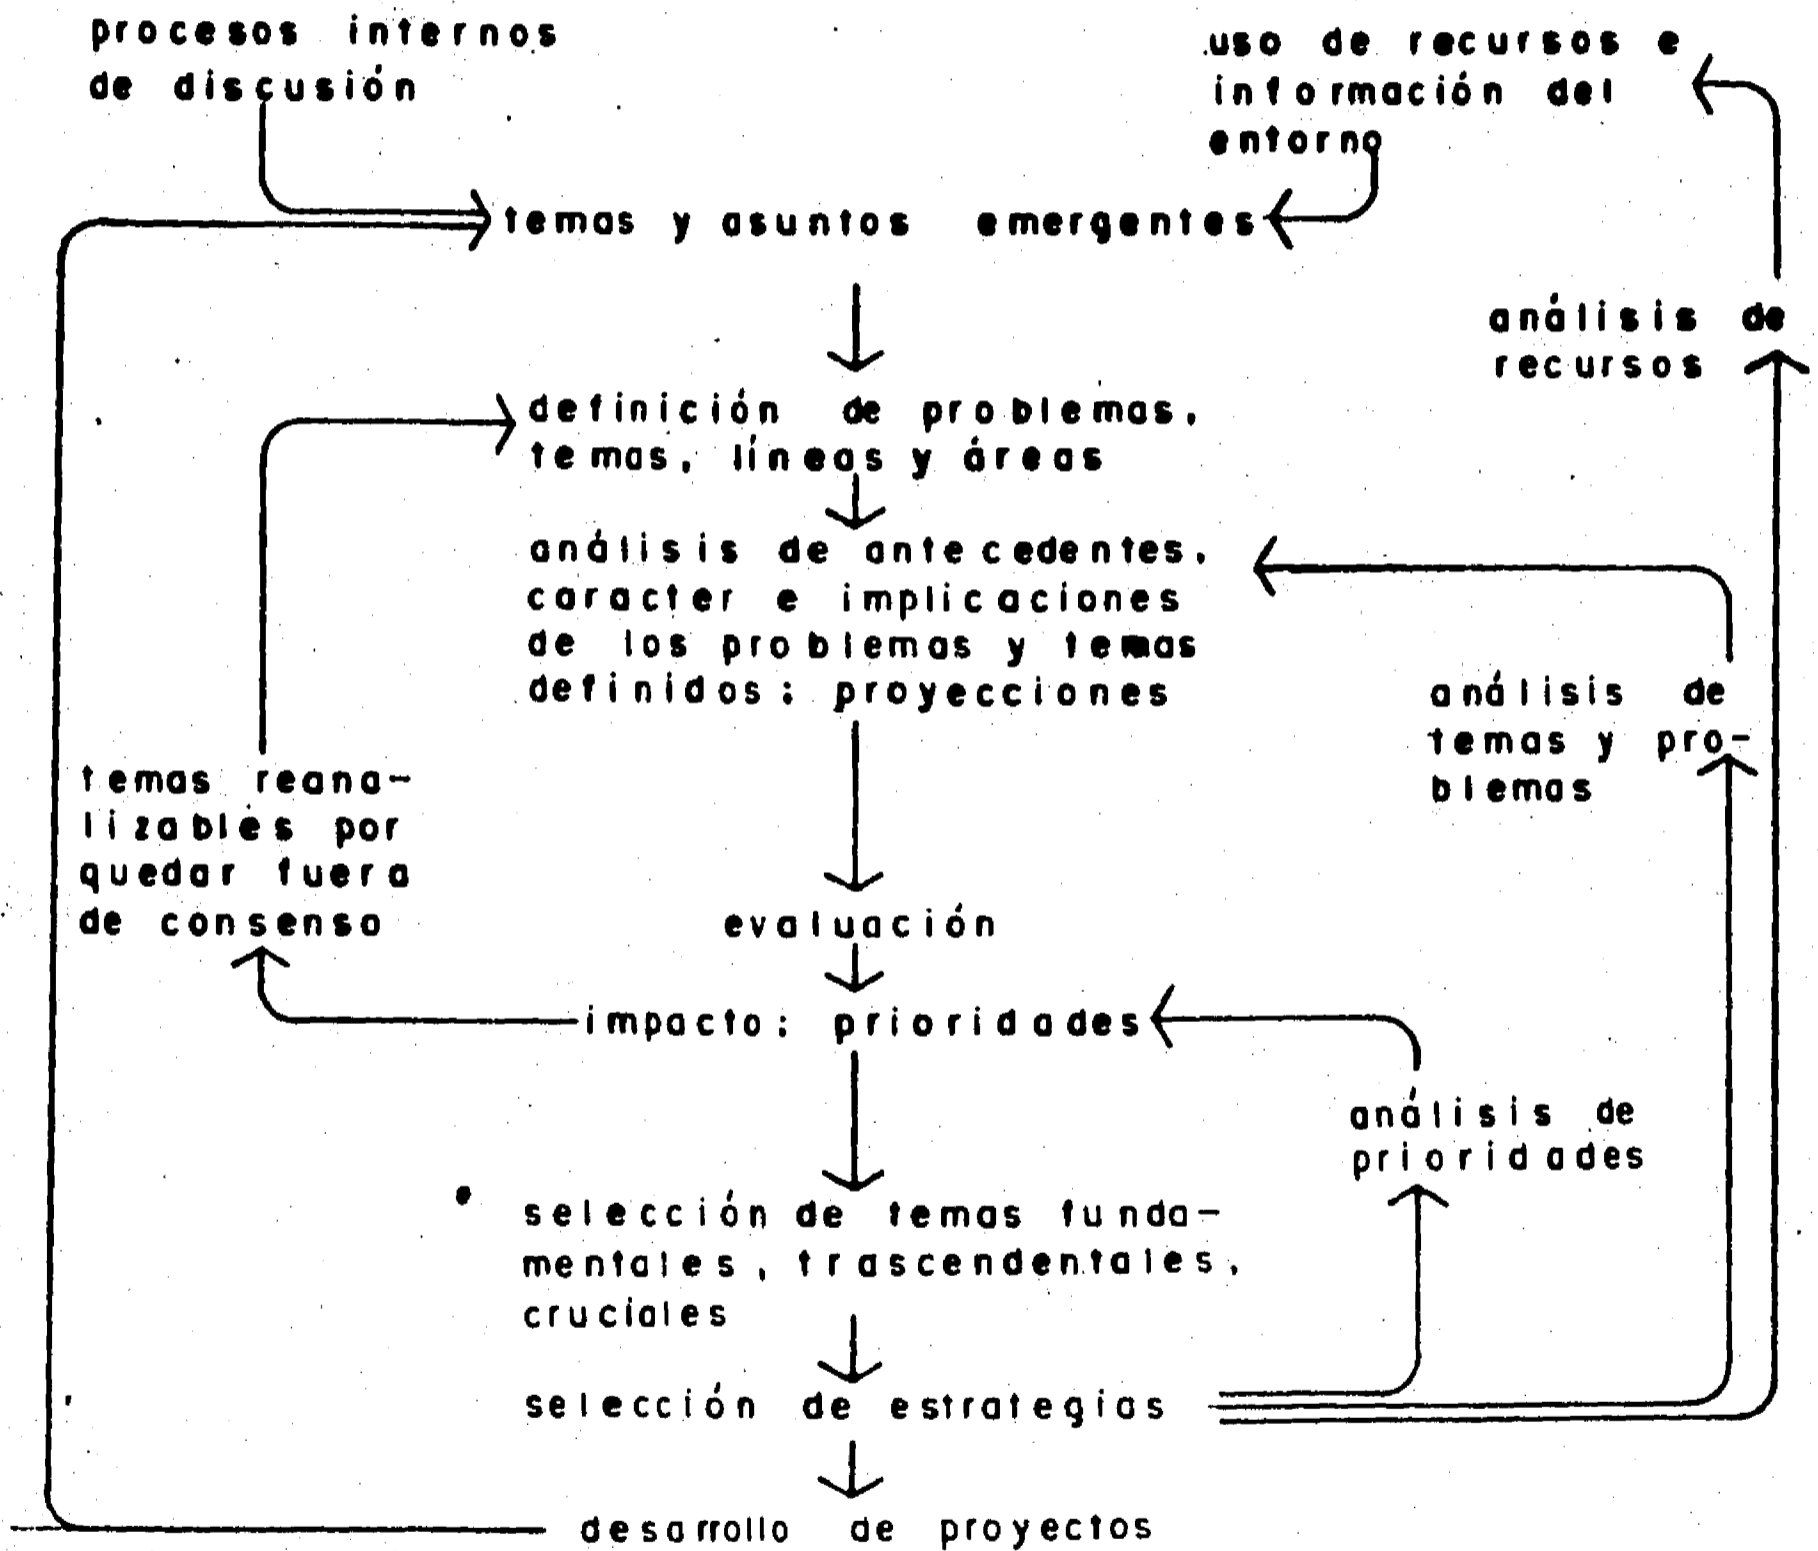 procesos internos
de discusión
uso de recursos e
información del
entorno
temas y asuntos emergentes
análisis de
recursos
definición de problemas,
temas, líneas y áreas
análisis de antecedentes,
caracter e implicaciones
de los problemas y temas
definidos; proyecciones
análisis de
temas y pro-
blemas
temas reana-
lizables por
quedar fuera
de consenso
evaluación
impacto; prioridades
análisis de
prioridades
selección de temas funda-
mentales, trascendentales,
cruciales
selección de estrategias
desarrollo de proyectos